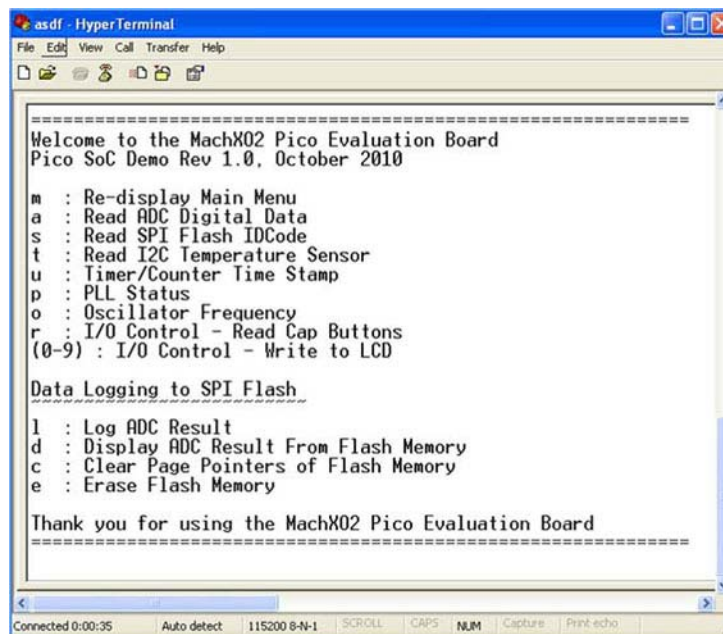 asdf - HyperTerminal
File Edit View Call Transfer Help
================================================================
Welcome to the MachXO2 Pico Evaluation Board
Pico SoC Demo Rev 1.0, October 2010
m : Re-display Main Menu
a : Read ADC Digital Data
s : Read SPI Flash IDCode
t : Read I2C Temperature Sensor
u : Timer/Counter Time Stamp
p : PLL Status
o : Oscillator Frequency
r : I/O Control - Read Cap Buttons
(0-9) : I/O Control - Write to LCD
Data Logging to SPI Flash
~~~~~~~~~~~~~~~~~~~~~~~~~~
l : Log ADC Result
d : Display ADC Result From Flash Memory
c : Clear Page Pointers of Flash Memory
e : Erase Flash Memory
Thank you for using the MachXO2 Pico Evaluation Board
================================================================
Connected 0:00:35 Auto detect 115200 8-N-1 SCROLL CAPS NUM Capture Print echo